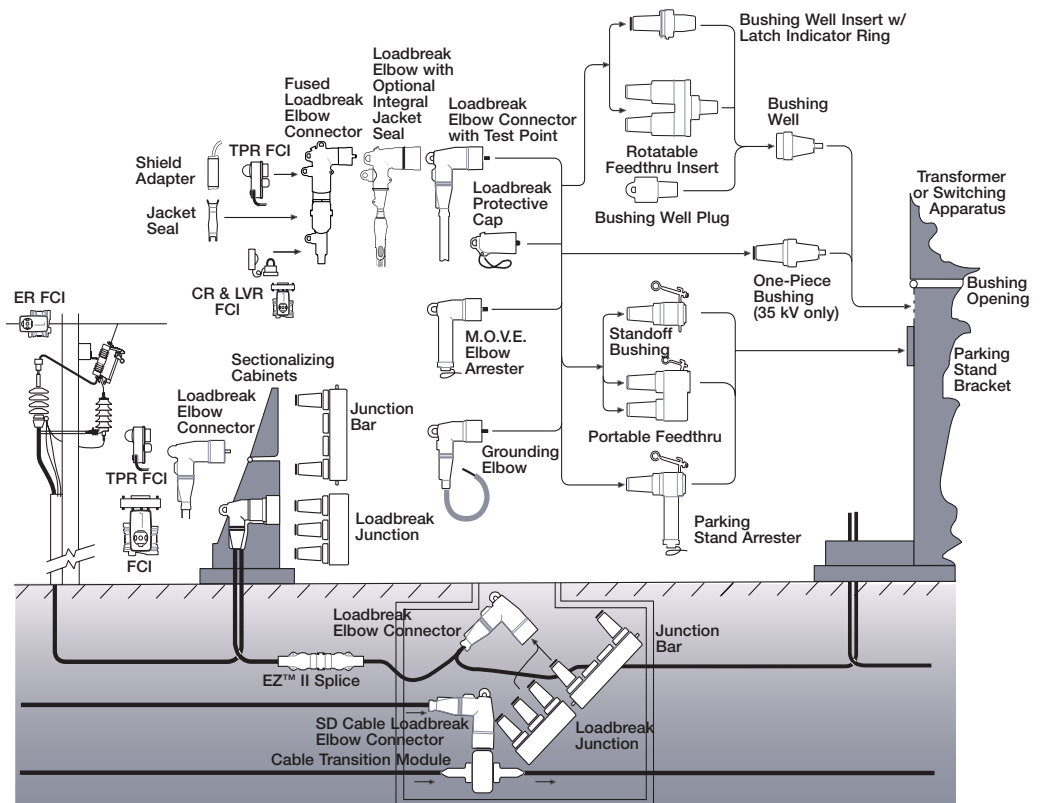 Bushing Well Insert w/
Latch Indicator Ring
Loadbreak
Elbow with
Optional
Integral
Jacket
Seal
Fused
Loadbreak
Elbow
Connector
Loadbreak
Elbow Connector
with Test Point
Bushing
Well
TPR FCI
Shield
Adapter
Rotatable
Feedthru Insert
Transformer
or Switching
Apparatus
Loadbreak
Protective
Cap
Jacket
Seal
Bushing Well Plug
One-Piece
Bushing
(35 kV only)
Bushing
Opening
CR & LVR
FCI
ER FCI
M.O.V.E.
Elbow
Arrester
Standoff
Bushing
Parking
Stand
Bracket
Sectionalizing
Cabinets
Loadbreak
Elbow
Connector
Junction
Bar
Portable Feedthru
Grounding
Elbow
TPR FCI
Loadbreak
Junction
Parking
Stand Arrester
FCI
Loadbreak
Elbow Connector
Junction
Bar
EZ™ II Splice
SD Cable Loadbreak
Elbow Connector
Loadbreak
Junction
Cable Transition Module